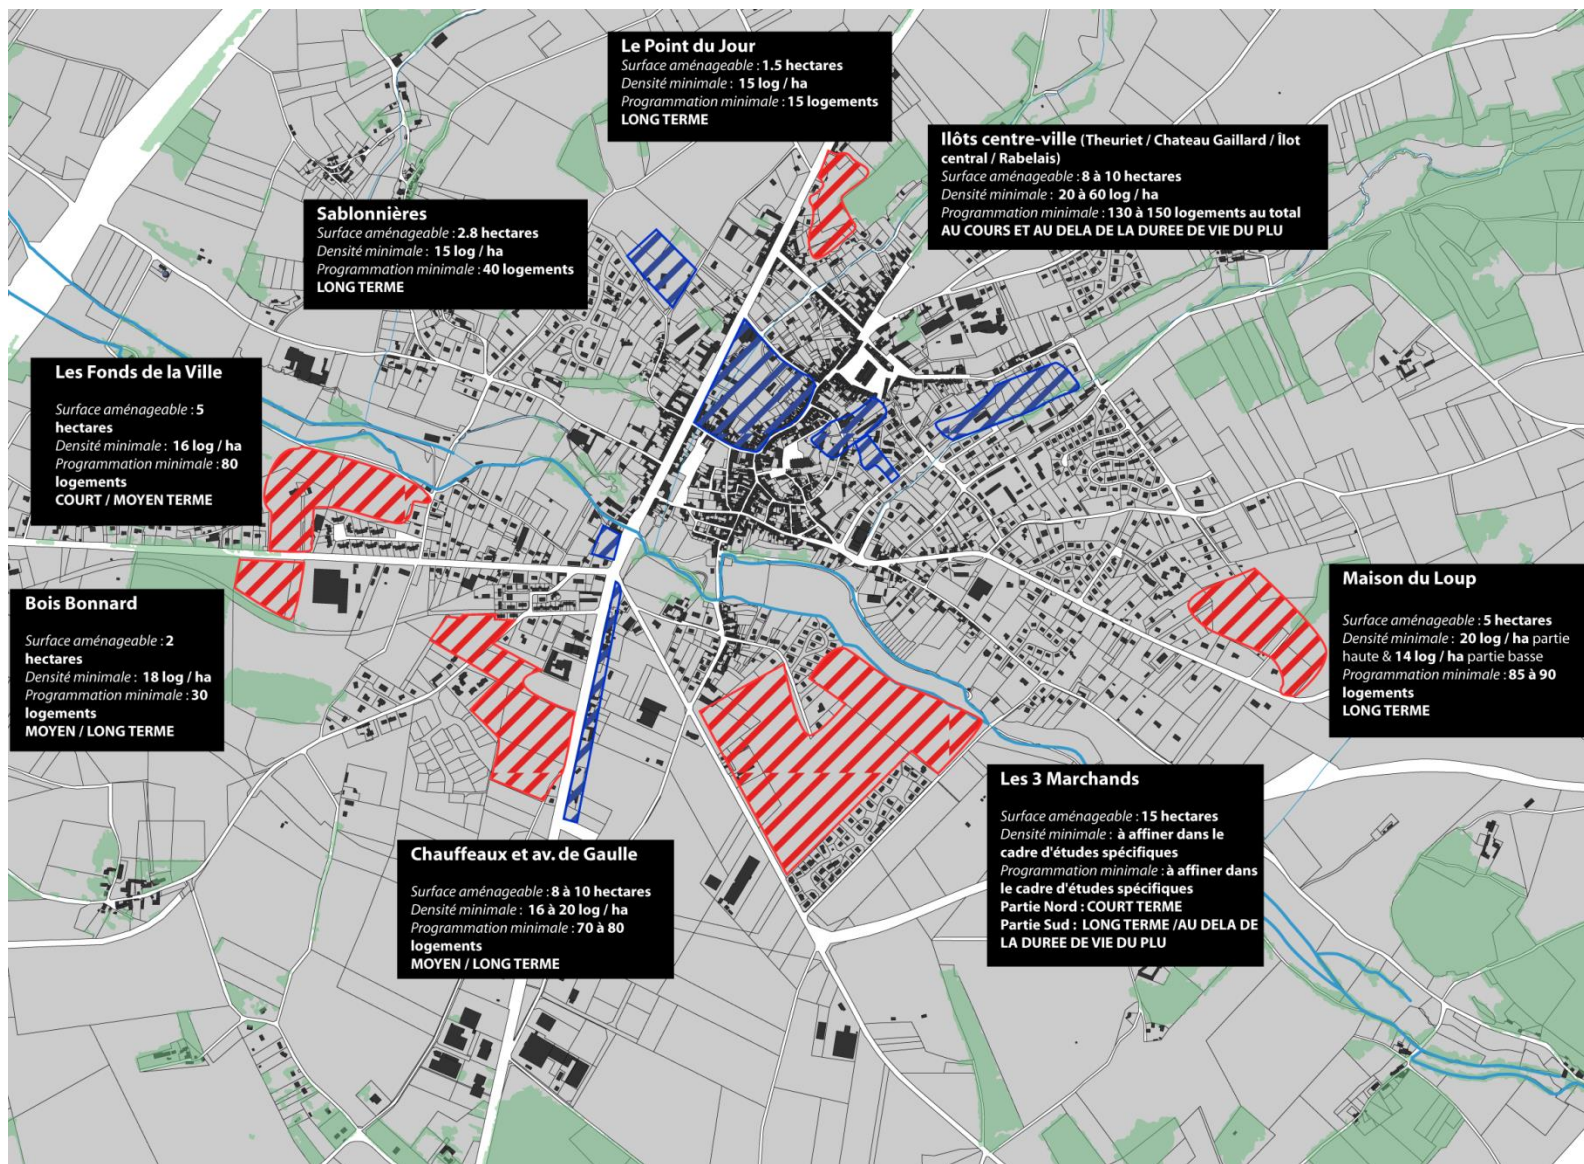 Le Point du Jour
Surface aménageable : 1.5 hectares
Densité minimale : 15 log / ha
Programmation minimale : 15 logements
LONG TERME
Ilôts centre-ville (Theuriet / Chateau Gaillard / Îlot
central / Rabelais)
Surface aménageable : 8 à 10 hectares
Densité minimale : 20 à 60 log / ha
Programmation minimale : 130 à 150 logements au total
AU COURS ET AU DELA DE LA DUREE DE VIE DU PLU
Sablonnières
Surface aménageable : 2.8 hectares
Densité minimale : 15 log / ha
Programmation minimale : 40 logements
LONG TERME
Les Fonds de la Ville
Surface aménageable : 5
hectares
Densité minimale : 16 log / ha
Programmation minimale : 80
logements
COURT / MOYEN TERME
Bois Bonnard
Surface aménageable : 2
hectares
Densité minimale : 18 log / ha
Programmation minimale : 30
logements
MOYEN / LONG TERME
Maison du Loup
Surface aménageable : 5 hectares
Densité minimale : 20 log / ha partie
haute & 14 log / ha partie basse
Programmation minimale : 85 à 90
logements
LONG TERME
Les 3 Marchands
Surface aménageable : 15 hectares
Densité minimale : à affiner dans le
cadre d'études spécifiques
Programmation minimale : à affiner dans
le cadre d'études spécifiques
Partie Nord : COURT TERME
Partie Sud : LONG TERME /AU DELA DE
LA DUREE DE VIE DU PLU
Chauffeaux et av. de Gaulle
Surface aménageable : 8 à 10 hectares
Densité minimale : 16 à 20 log / ha
Programmation minimale : 70 à 80
logements
MOYEN / LONG TERME